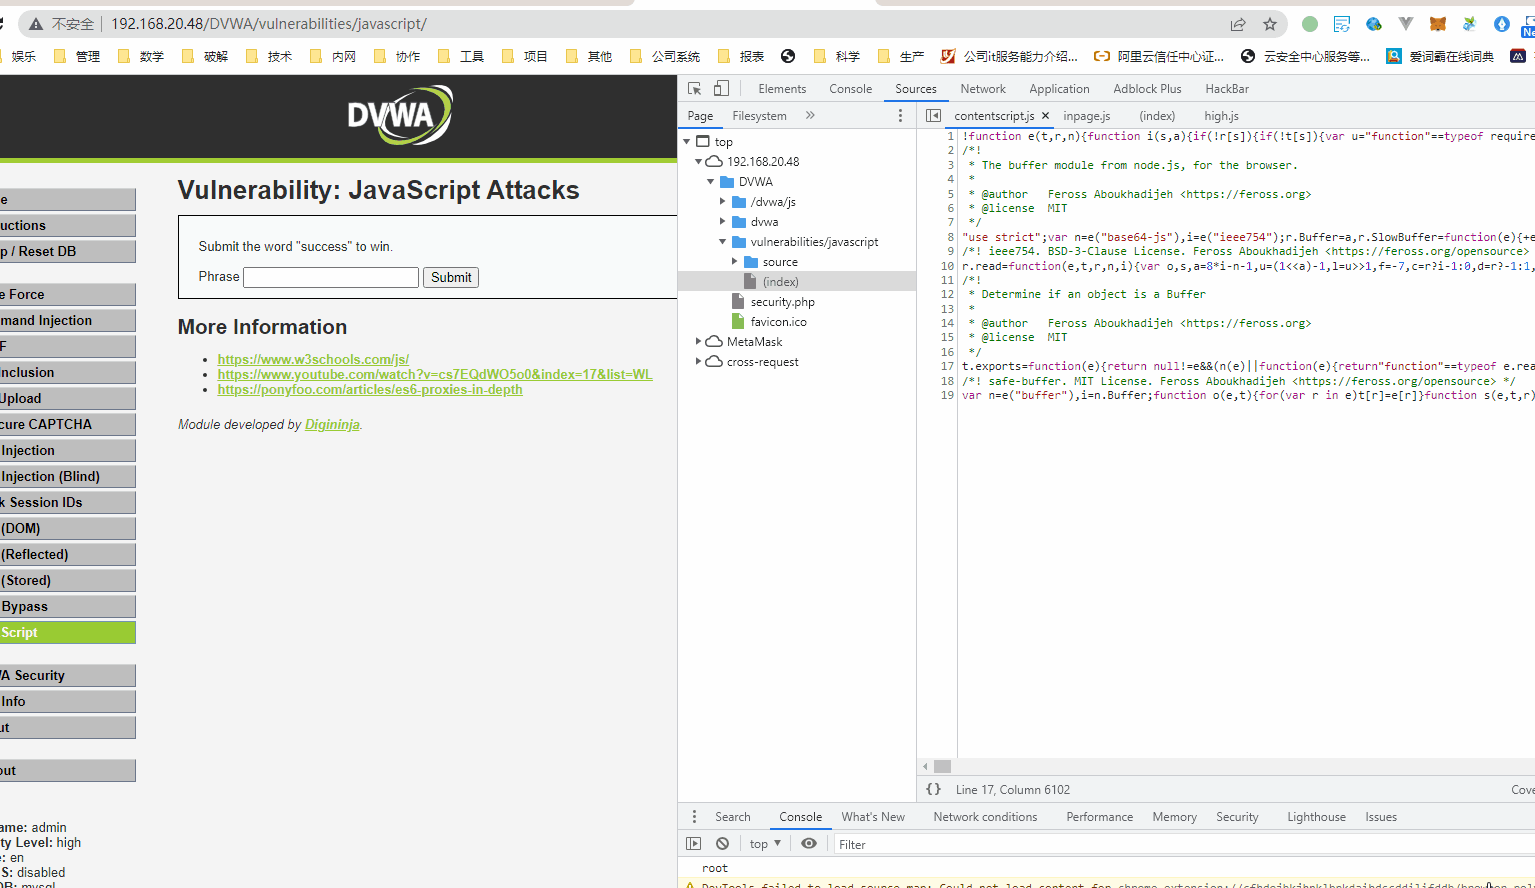 不安全 192.168.20.48/DVWA/vulnerabilities/javascript/
娱乐 管理 数学 破解 技术 内网 协作 工具 项目 其他 公司系统 报表 科学 生产 公司it服务能力介绍... 阿里云信任中心证... 云安全中心服务等... 爱词霸在线词典
DVWA
e
uctions
p / Reset DB
e Force
mand Injection
F
Inclusion
Upload
cure CAPTCHA
Injection
Injection (Blind)
k Session IDs
(DOM)
(Reflected)
(Stored)
Bypass
Script
A Security
Info
ut
out
ame: admin
ty Level: high
e: en
S: disabled
DB: mysql
Vulnerability: JavaScript Attacks
Submit the word "success" to win.
Phrase Submit
More Information
• https://www.w3schools.com/js/
• https://www.youtube.com/watch?v=cs7EQdWO5o0&index=17&list=WL
• https://ponyfoo.com/articles/es6-proxies-in-depth
Module developed by Digininja.
Elements Console Sources Network Application Adblock Plus HackBar
Page Filesystem »
top
192.168.20.48
DVWA
/dvwa/js
dvwa
vulnerabilities/javascript
source
(index)
security.php
favicon.ico
MetaMask
cross-request
contentscript.js × inpage.js (index) high.js
1 !function e(t,r,n){function i(s,a){if(!r[s]){if(!t[s]){var u="function"==typeof require
2 /*!
3 * The buffer module from node.js, for the browser.
4 *
5 * @author Feross Aboukhadijeh <https://feross.org>
6 * @license MIT
7 */
8 "use strict";var n=e("base64-js"),i=e("ieee754");r.Buffer=a,r.SlowBuffer=function(e){+e
9 /*! ieee754. BSD-3-Clause License. Feross Aboukhadijeh <https://feross.org/opensource>
10 r.read=function(e,t,r,n,i){var o,s,a=8*i-n-1,u=(1<<a)-1,l=u>>1,f=-7,c=r?i-1:0,d=r?-1:1,
11 /*!
12 * Determine if an object is a Buffer
13 *
14 * @author Feross Aboukhadijeh <https://feross.org>
15 * @license MIT
16 */
17 t.exports=function(e){return null!=e&&(n(e)||function(e){return"function"==typeof e.rea
18 /*! safe-buffer. MIT License. Feross Aboukhadijeh <https://feross.org/opensource> */
19 var n=e("buffer"),i=n.Buffer;function o(e,t){for(var r in e)t[r]=e[r]}function s(e,t,r)
{} Line 17, Column 6102 Cove
Search Console What's New Network conditions Performance Memory Security Lighthouse Issues
top Filter
root
DevTools failed to load source map: Could not load content for